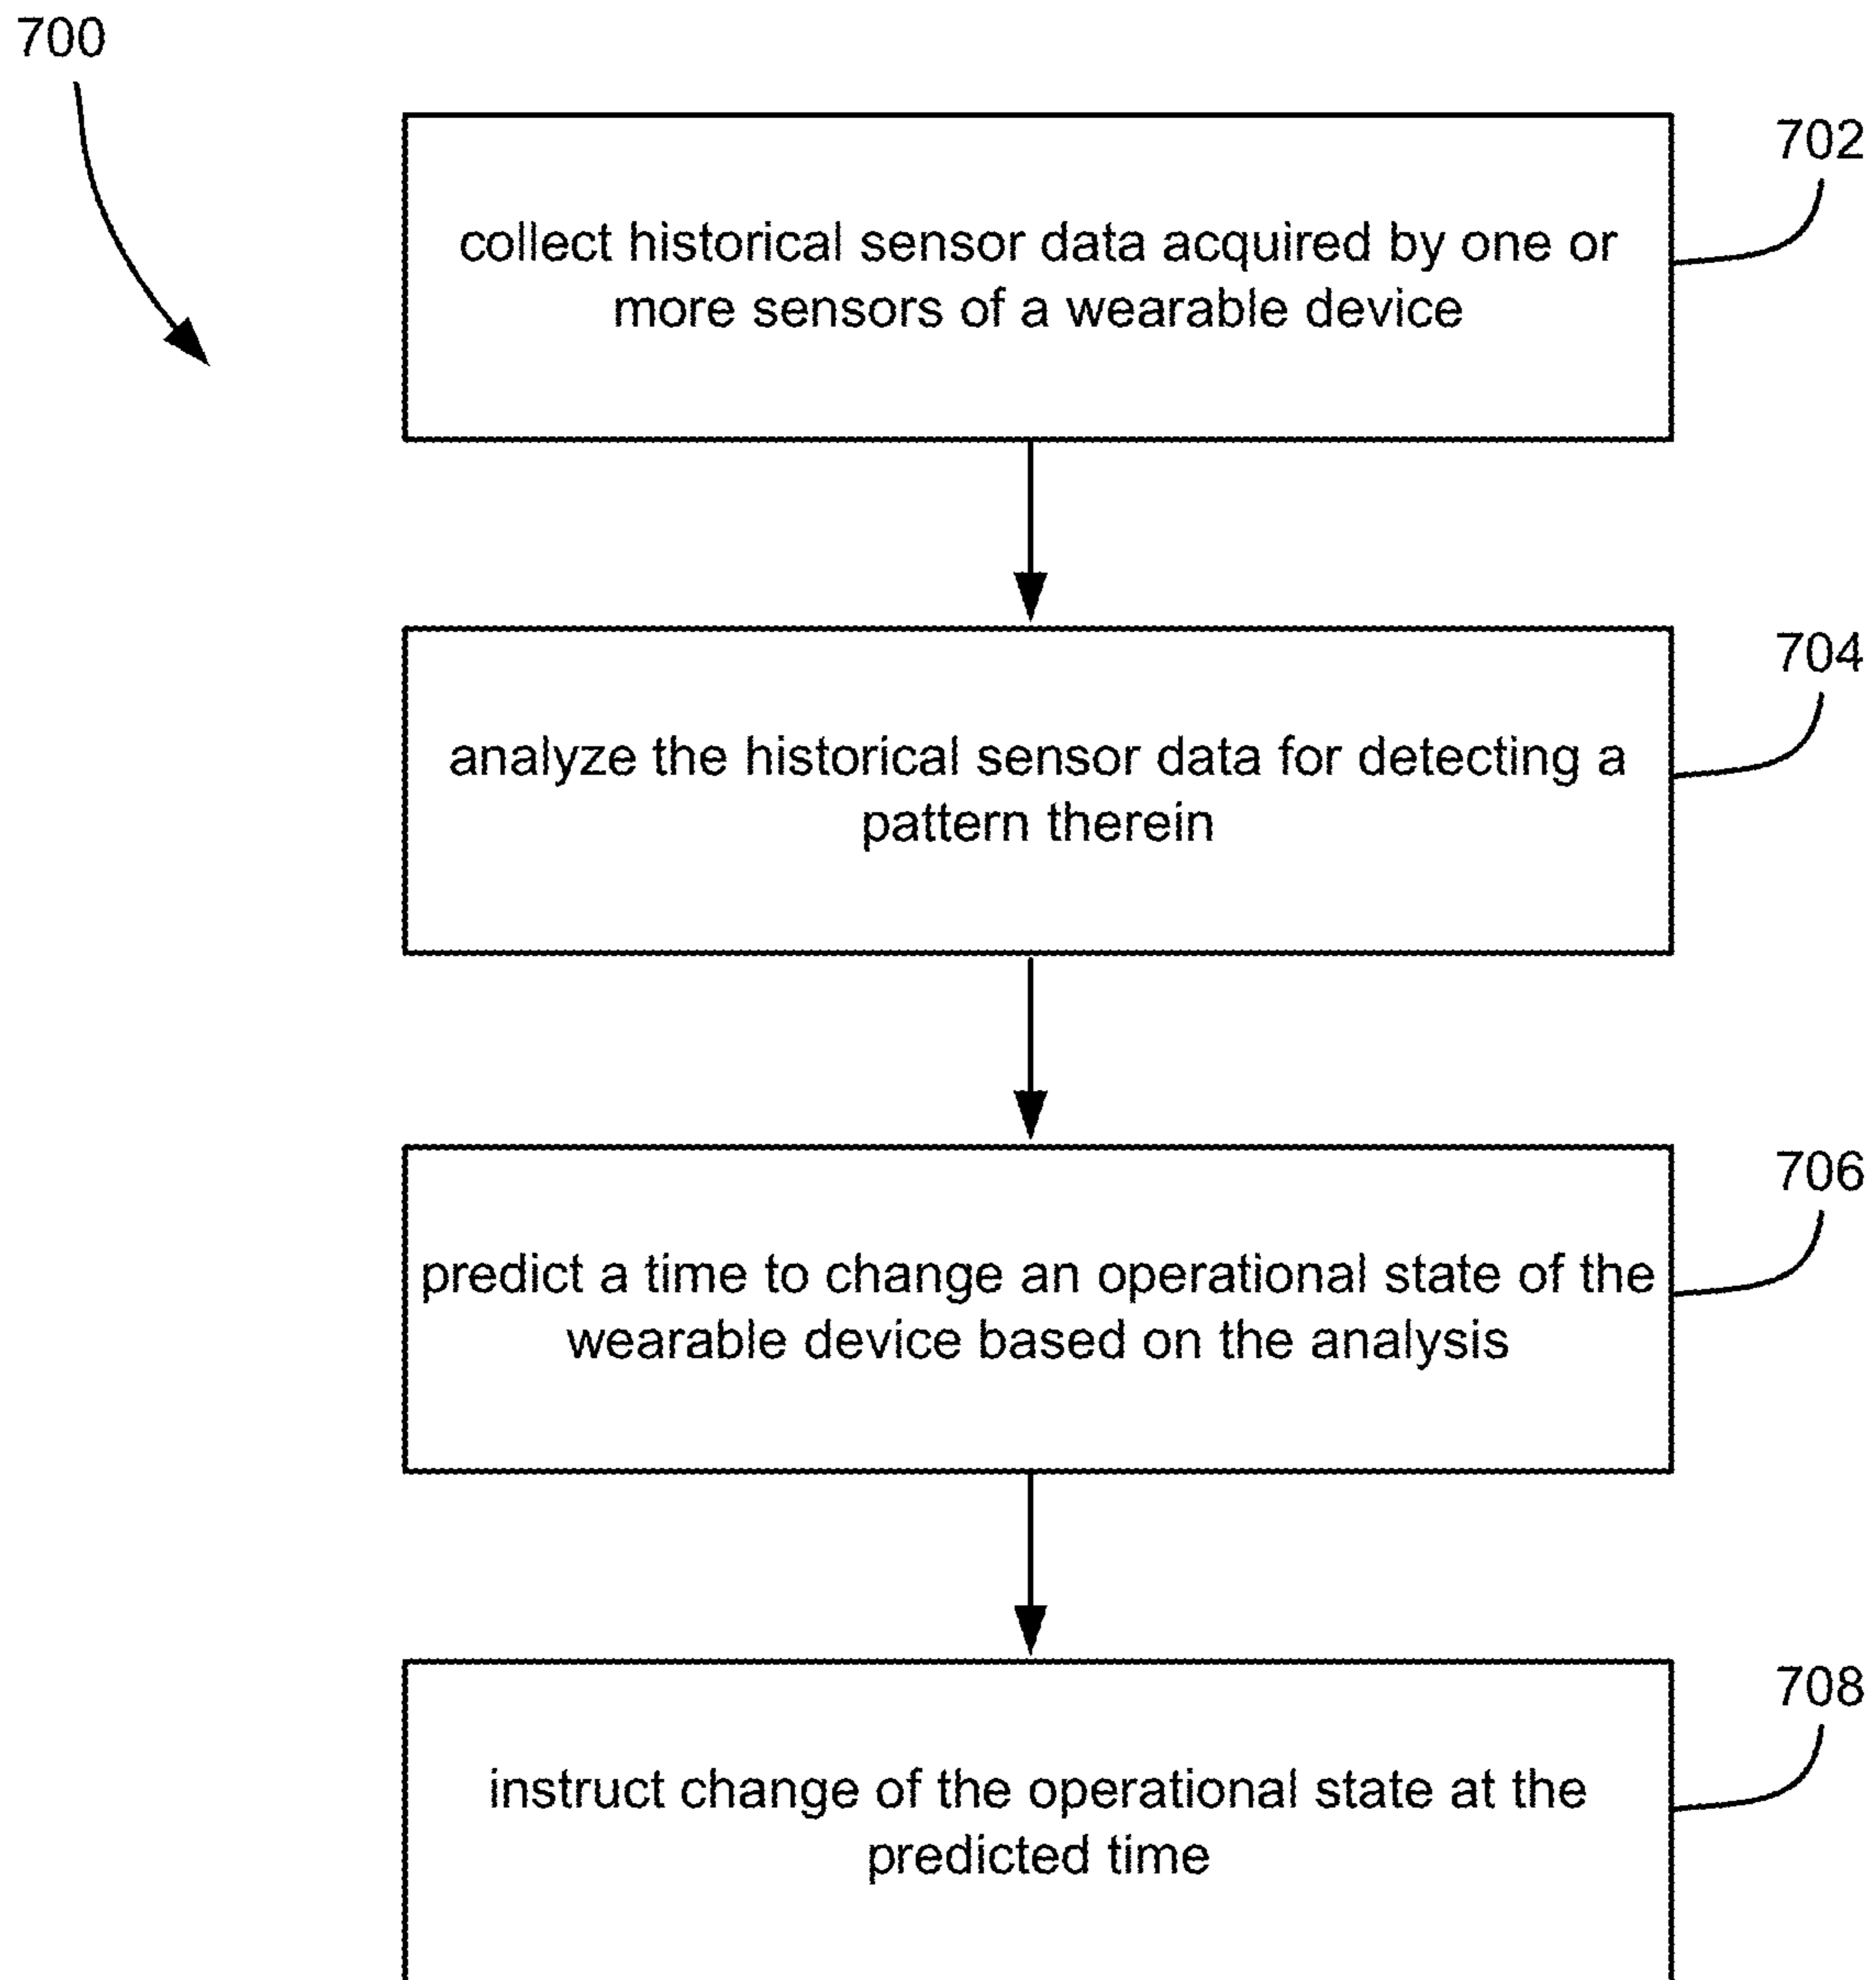 700
702
collect historical sensor data acquired by one or
more sensors of a wearable device
704
analyze the historical sensor data for detecting a
pattern therein
706
predict a time to change an operational state of the
wearable device based on the analysis
708
instruct change of the operational state at the
predicted time